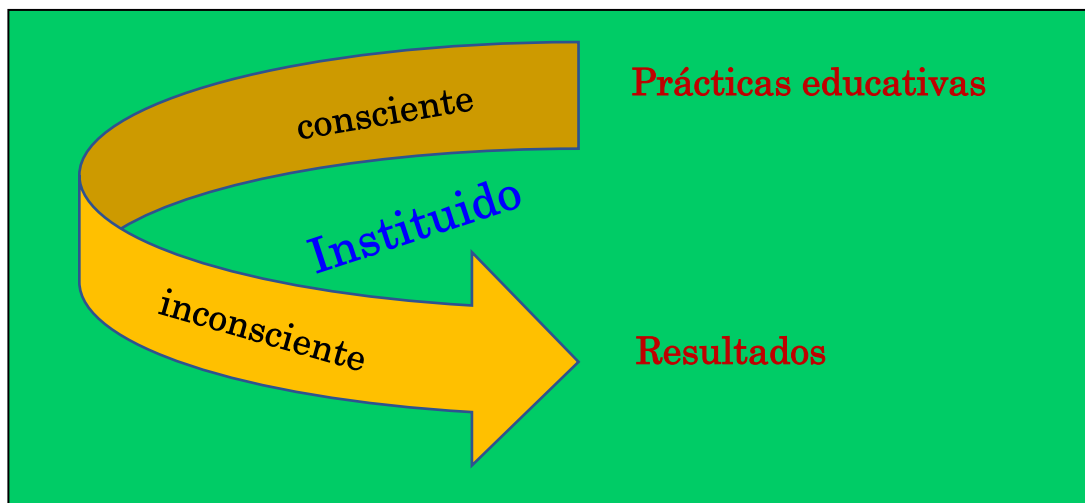 consciente
Prácticas educativas
Instituido
inconsciente
Resultados